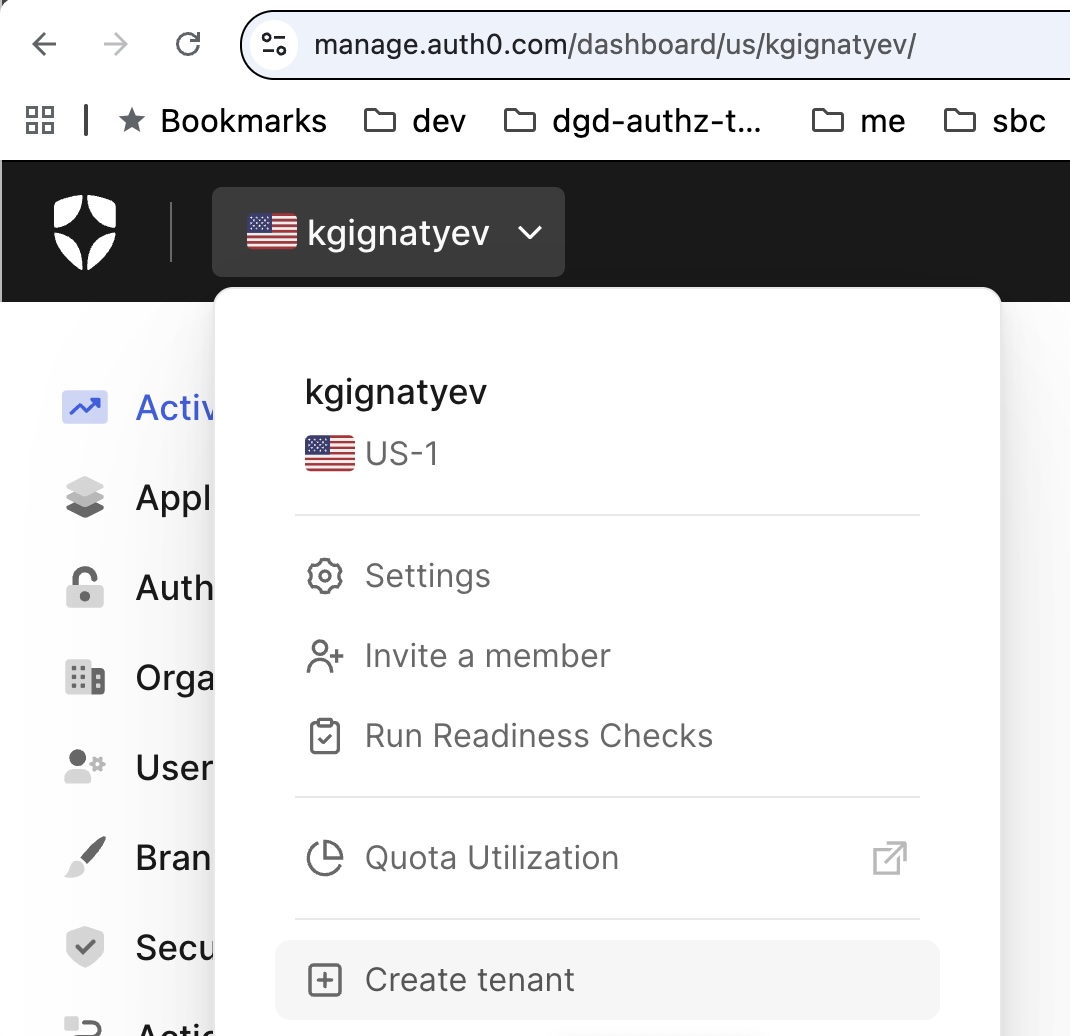 manage.auth0.com/dashboard/us/kgignatyev/
Bookmarks dev dgd-authz-t... me sbc
kgignatyev
kgignatyev
US-1
Activ
Appl
Settings
Auth
Invite a member
Orga
Run Readiness Checks
User
Bran
Quota Utilization
Secu
Create tenant